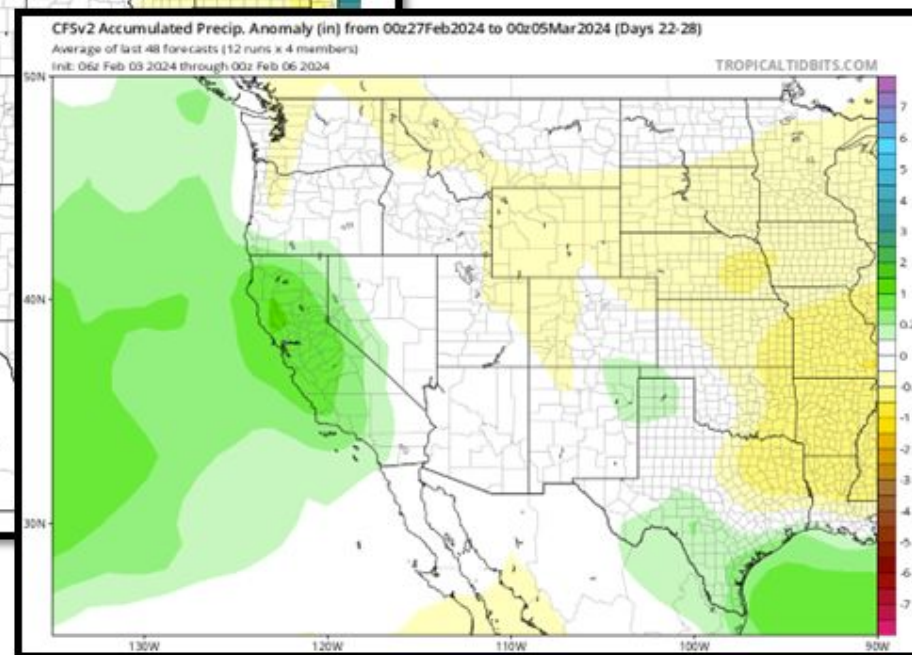 CFSv2 Accumulated Precip. Anomaly (in) from 00z27Feb2024 to 00z05Mar2024 (Days 22-28)
Average of last 48 forecasts (12 runs x 4 members)
Init: 06z Feb 03 2024 through 00z Feb 06 2024
TROPICALTIDBITS.COM
50N
40N
30N
130W
120W
110W
100W
90W
7
6
5
4
3
2
1
0
-1
-2
-3
-4
-5
-6
-7